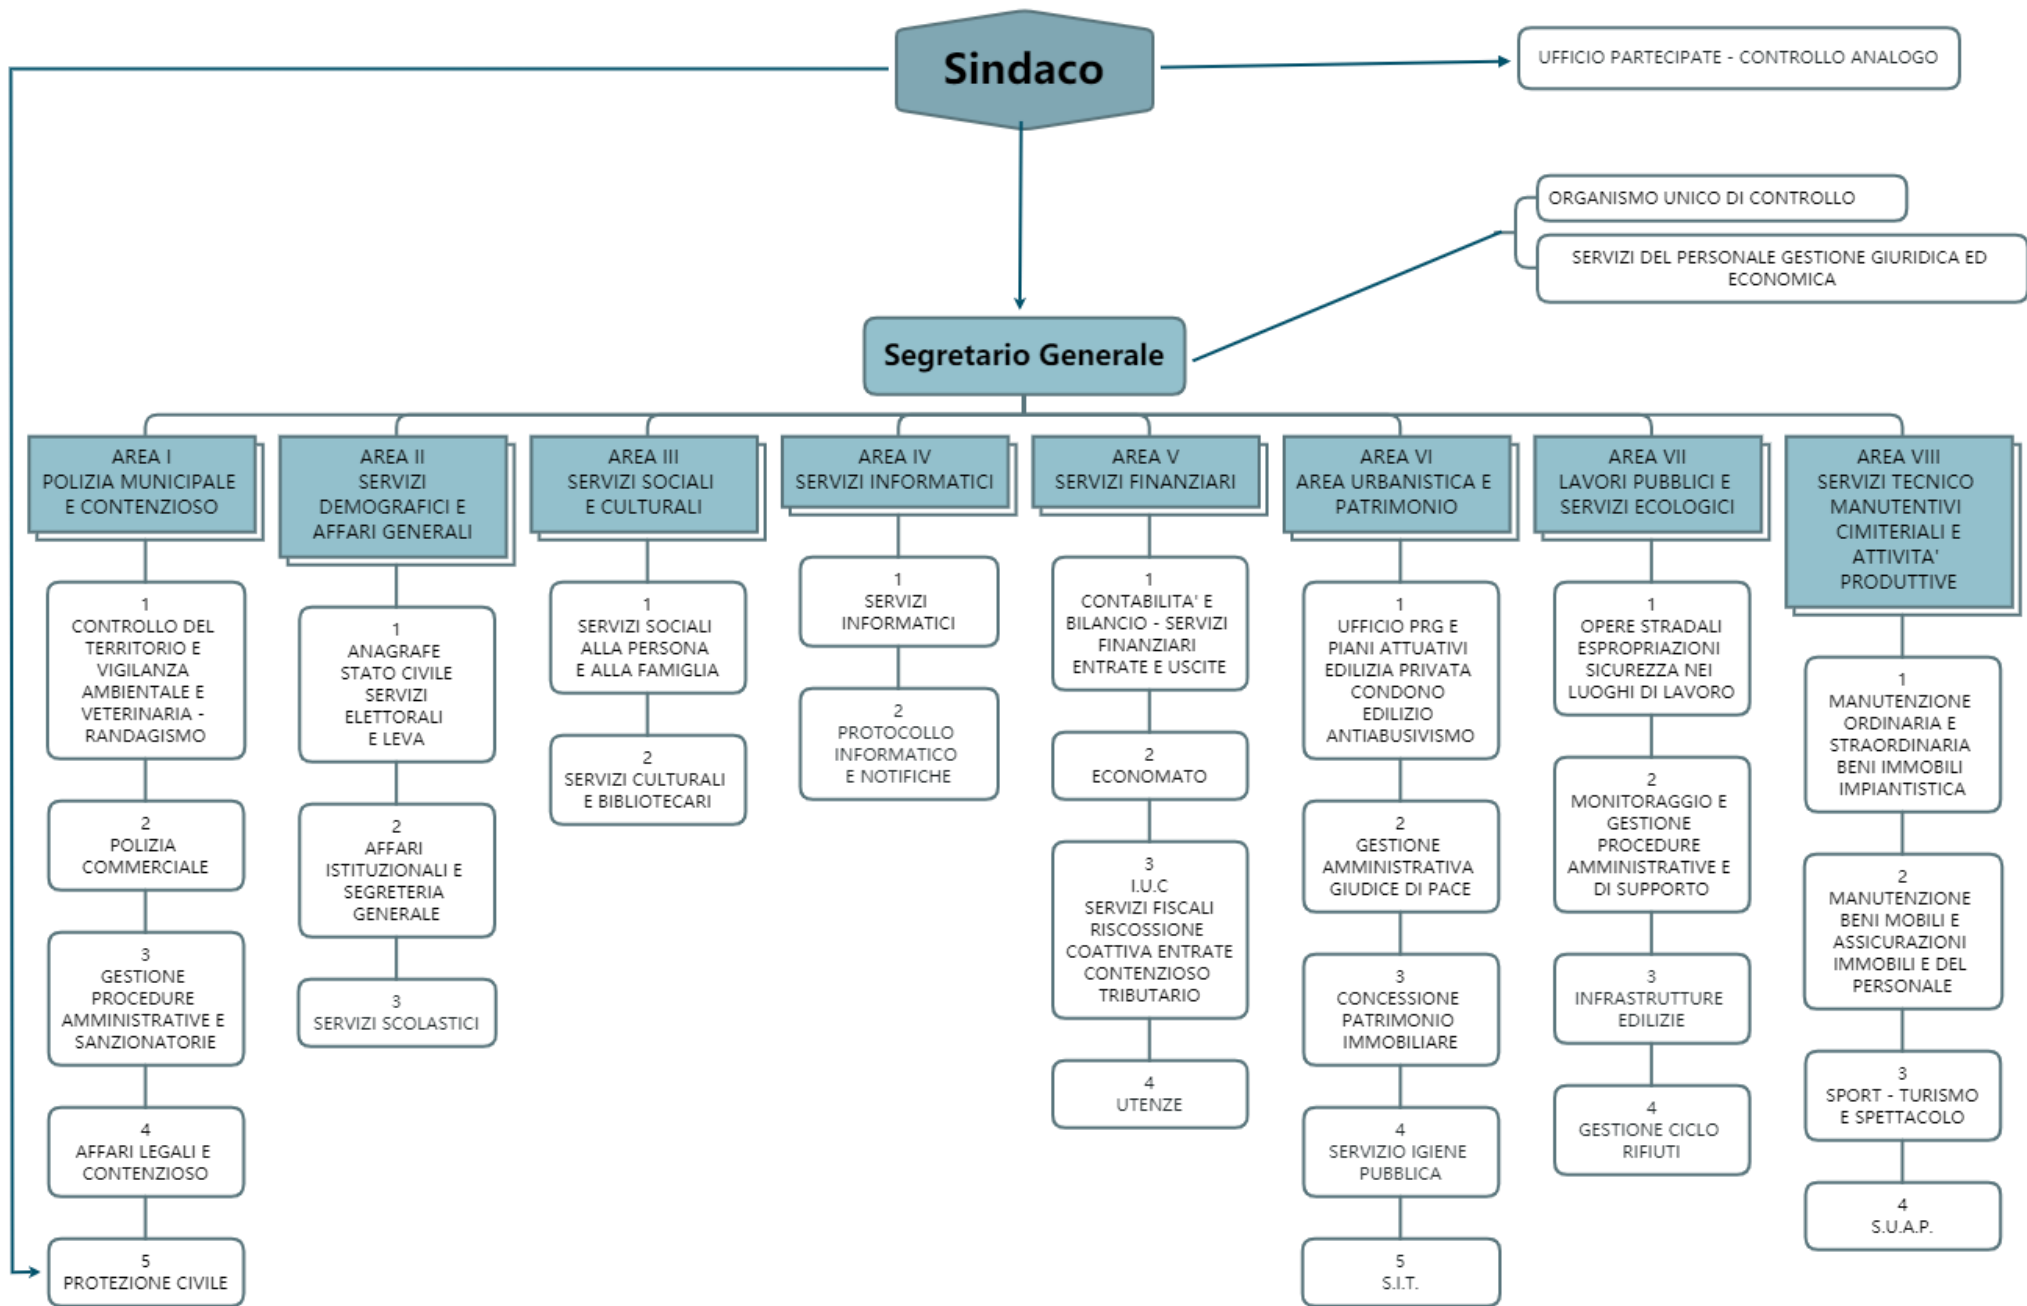 Sindaco
UFFICIO PARTECIPATE - CONTROLLO ANALOGO
ORGANISMO UNICO DI CONTROLLO
SERVIZI DEL PERSONALE GESTIONE GIURIDICA ED
ECONOMICA
Segretario Generale
AREA I
POLIZIA MUNICIPALE
E CONTENZIOSO
1
CONTROLLO DEL
TERRITORIO E
VIGILANZA
AMBIENTALE E
VETERINARIA -
RANDAGISMO
2
POLIZIA
COMMERCIALE
3
GESTIONE
PROCEDURE
AMMINISTRATIVE E
SANZIONATORIE
4
AFFARI LEGALI E
CONTENZIOSO
5
PROTEZIONE CIVILE
AREA II
SERVIZI
DEMOGRAFICI E
AFFARI GENERALI
1
ANAGRAFE
STATO CIVILE
SERVIZI
ELETTORALI
E LEVA
2
AFFARI
ISTITUZIONALI E
SEGRETERIA
GENERALE
3
SERVIZI SCOLASTICI
AREA III
SERVIZI SOCIALI
E CULTURALI
1
SERVIZI SOCIALI
ALLA PERSONA
E ALLA FAMIGLIA
2
SERVIZI CULTURALI
E BIBLIOTECARI
AREA IV
SERVIZI INFORMATICI
1
SERVIZI
INFORMATICI
2
PROTOCOLLO
INFORMATICO
E NOTIFICHE
AREA V
SERVIZI FINANZIARI
1
CONTABILITA' E
BILANCIO - SERVIZI
FINANZIARI
ENTRATE E USCITE
2
ECONOMATO
3
I.U.C
SERVIZI FISCALI
RISCOSSIONE
COATTIVA ENTRATE
CONTENZIOSO
TRIBUTARIO
4
UTENZE
AREA VI
AREA URBANISTICA E
PATRIMONIO
1
UFFICIO PRG E
PIANI ATTUATIVI
EDILIZIA PRIVATA
CONDONO
EDILIZIO
ANTIABUSIVISMO
2
GESTIONE
AMMINISTRATIVA
GIUDICE DI PACE
3
CONCESSIONE
PATRIMONIO
IMMOBILIARE
4
SERVIZIO IGIENE
PUBBLICA
5
S.I.T.
AREA VII
LAVORI PUBBLICI E
SERVIZI ECOLOGICI
1
OPERE STRADALI
ESPROPRIAZIONI
SICUREZZA NEI
LUOGHI DI LAVORO
2
MONITORAGGIO E
GESTIONE
PROCEDURE
AMMINISTRATIVE E
DI SUPPORTO
3
INFRASTRUTTURE
EDILIZIE
4
GESTIONE CICLO
RIFIUTI
AREA VIII
SERVIZI TECNICO
MANUTENTIVI
CIMITERIALI E
ATTIVITA'
PRODUTTIVE
1
MANUTENZIONE
ORDINARIA E
STRAORDINARIA
BENI IMMOBILI
IMPIANTISTICA
2
MANUTENZIONE
BENI MOBILI E
ASSICURAZIONI
IMMOBILI E DEL
PERSONALE
3
SPORT - TURISMO
E SPETTACOLO
4
S.U.A.P.